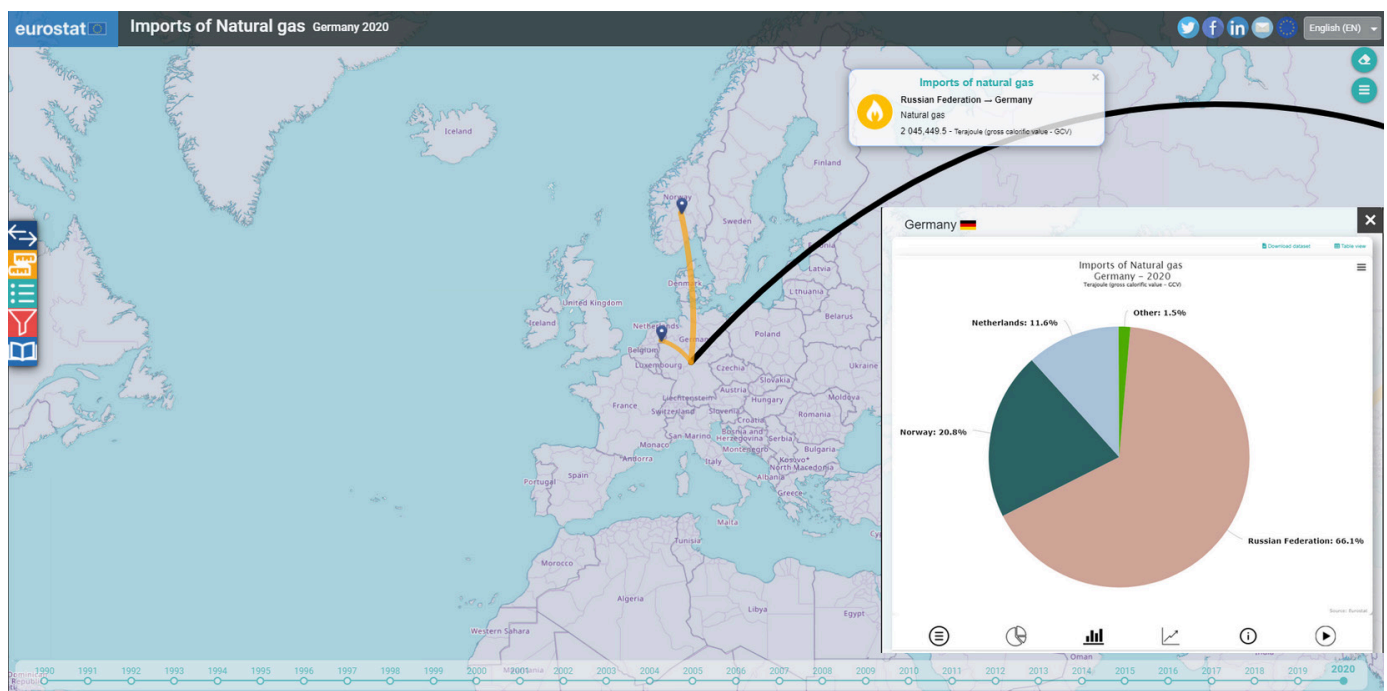 eurostat
Imports of Natural gas Germany 2020
English (EN)
Imports of natural gas
Russian Federation → Germany
Natural gas
2 045,449.5 - Terajoule (gross calorific value - GCV)
Iceland
Finland
Norway
Sweden
Estonia
Latvia
Denmark
Lithuania
United Kingdom
Ireland
Netherlands
Belarus
Poland
German
Belgium
Luxembourg
Czechia
Ukraine
Slovakia
Austria
Liechtenstein
Hungary
Moldova
France
Switzerland
Slovenia
Romania
Croatia
San Marino
Bosnia and
Herzegovina
Serbia
Monaco
Montenegro
Bulgaria
Andorra
Italy
Kosovo*
North Macedonia
Spain
Albania
Portugal
Greece
Malta
Tunisia
Morocco
Algeria
Libya
Egypt
Western Sahara
Oman
Germany
Download dataset
Table view
Imports of Natural gas
Germany - 2020
Terajoule (gross calorific value - GCV)
Netherlands: 11.6%
Other: 1.5%
Norway: 20.8%
Russian Federation: 66.1%
Source: Eurostat
1990 1991 1992 1993 1994 1995 1996 1997 1998 1999 2000 2001 2002 2003 2004 2005 2006 2007 2008 2009 2010 2011 2012 2013 2014 2015 2016 2017 2018 2019 2020